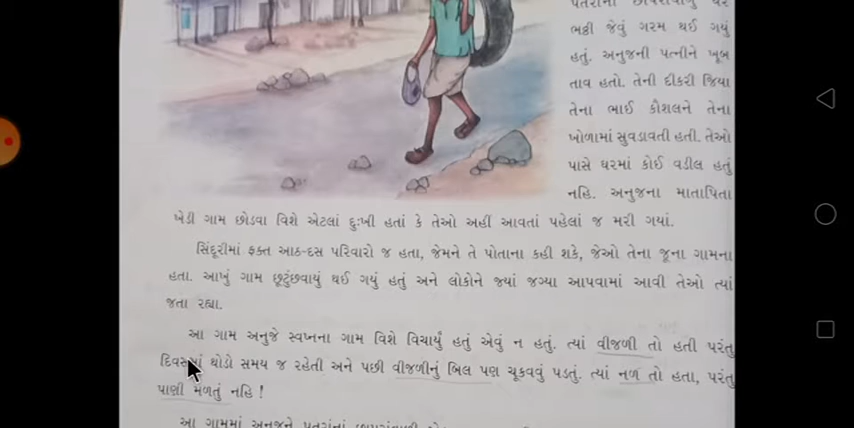 ભઠ્ઠી જેવું ગરમ થઈ ગયું
હતું. અનુજની પત્નીને ખૂબ
તાવ હતો. તેની દીકરી જિયા
તેના ભાઈ કૌશલને તેના
ખોળામાં સુવડાવતી હતી. તેઓ
પાસે ઘરમાં કોઈ વડીલ હતું
નહિ. અનુજના માતાપિતા
ખેડી ગામ છોડવા વિશે એટલાં દુઃખી હતાં કે તેઓ અહીં આવતાં પહેલાં જ મરી ગયાં.
સિંદૂરીમાં ફક્ત આઠ-દસ પરિવારો જ હતા, જેમને તે પોતાના કહી શકે, જેઓ તેના જૂના ગામના
હતા. આખું ગામ છૂટુંછવાયું થઈ ગયું હતું અને લોકોને જ્યાં જગ્યા આપવામાં આવી તેઓ ત્યાં
જતા રહ્યા.
આ ગામ અનુજે સ્વપ્નના ગામ વિશે વિચાર્યું હતું એવું ન હતું. ત્યાં વીજળી તો હતી પરંતુ
દિવસમાં થોડો સમય જ રહેતી અને પછી વીજળીનું બિલ પણ ચૂકવવું પડતું. ત્યાં નળ તો હતા, પરંતુ
પાણી મળતું નહિ !
આ ગામમાં અનુજને